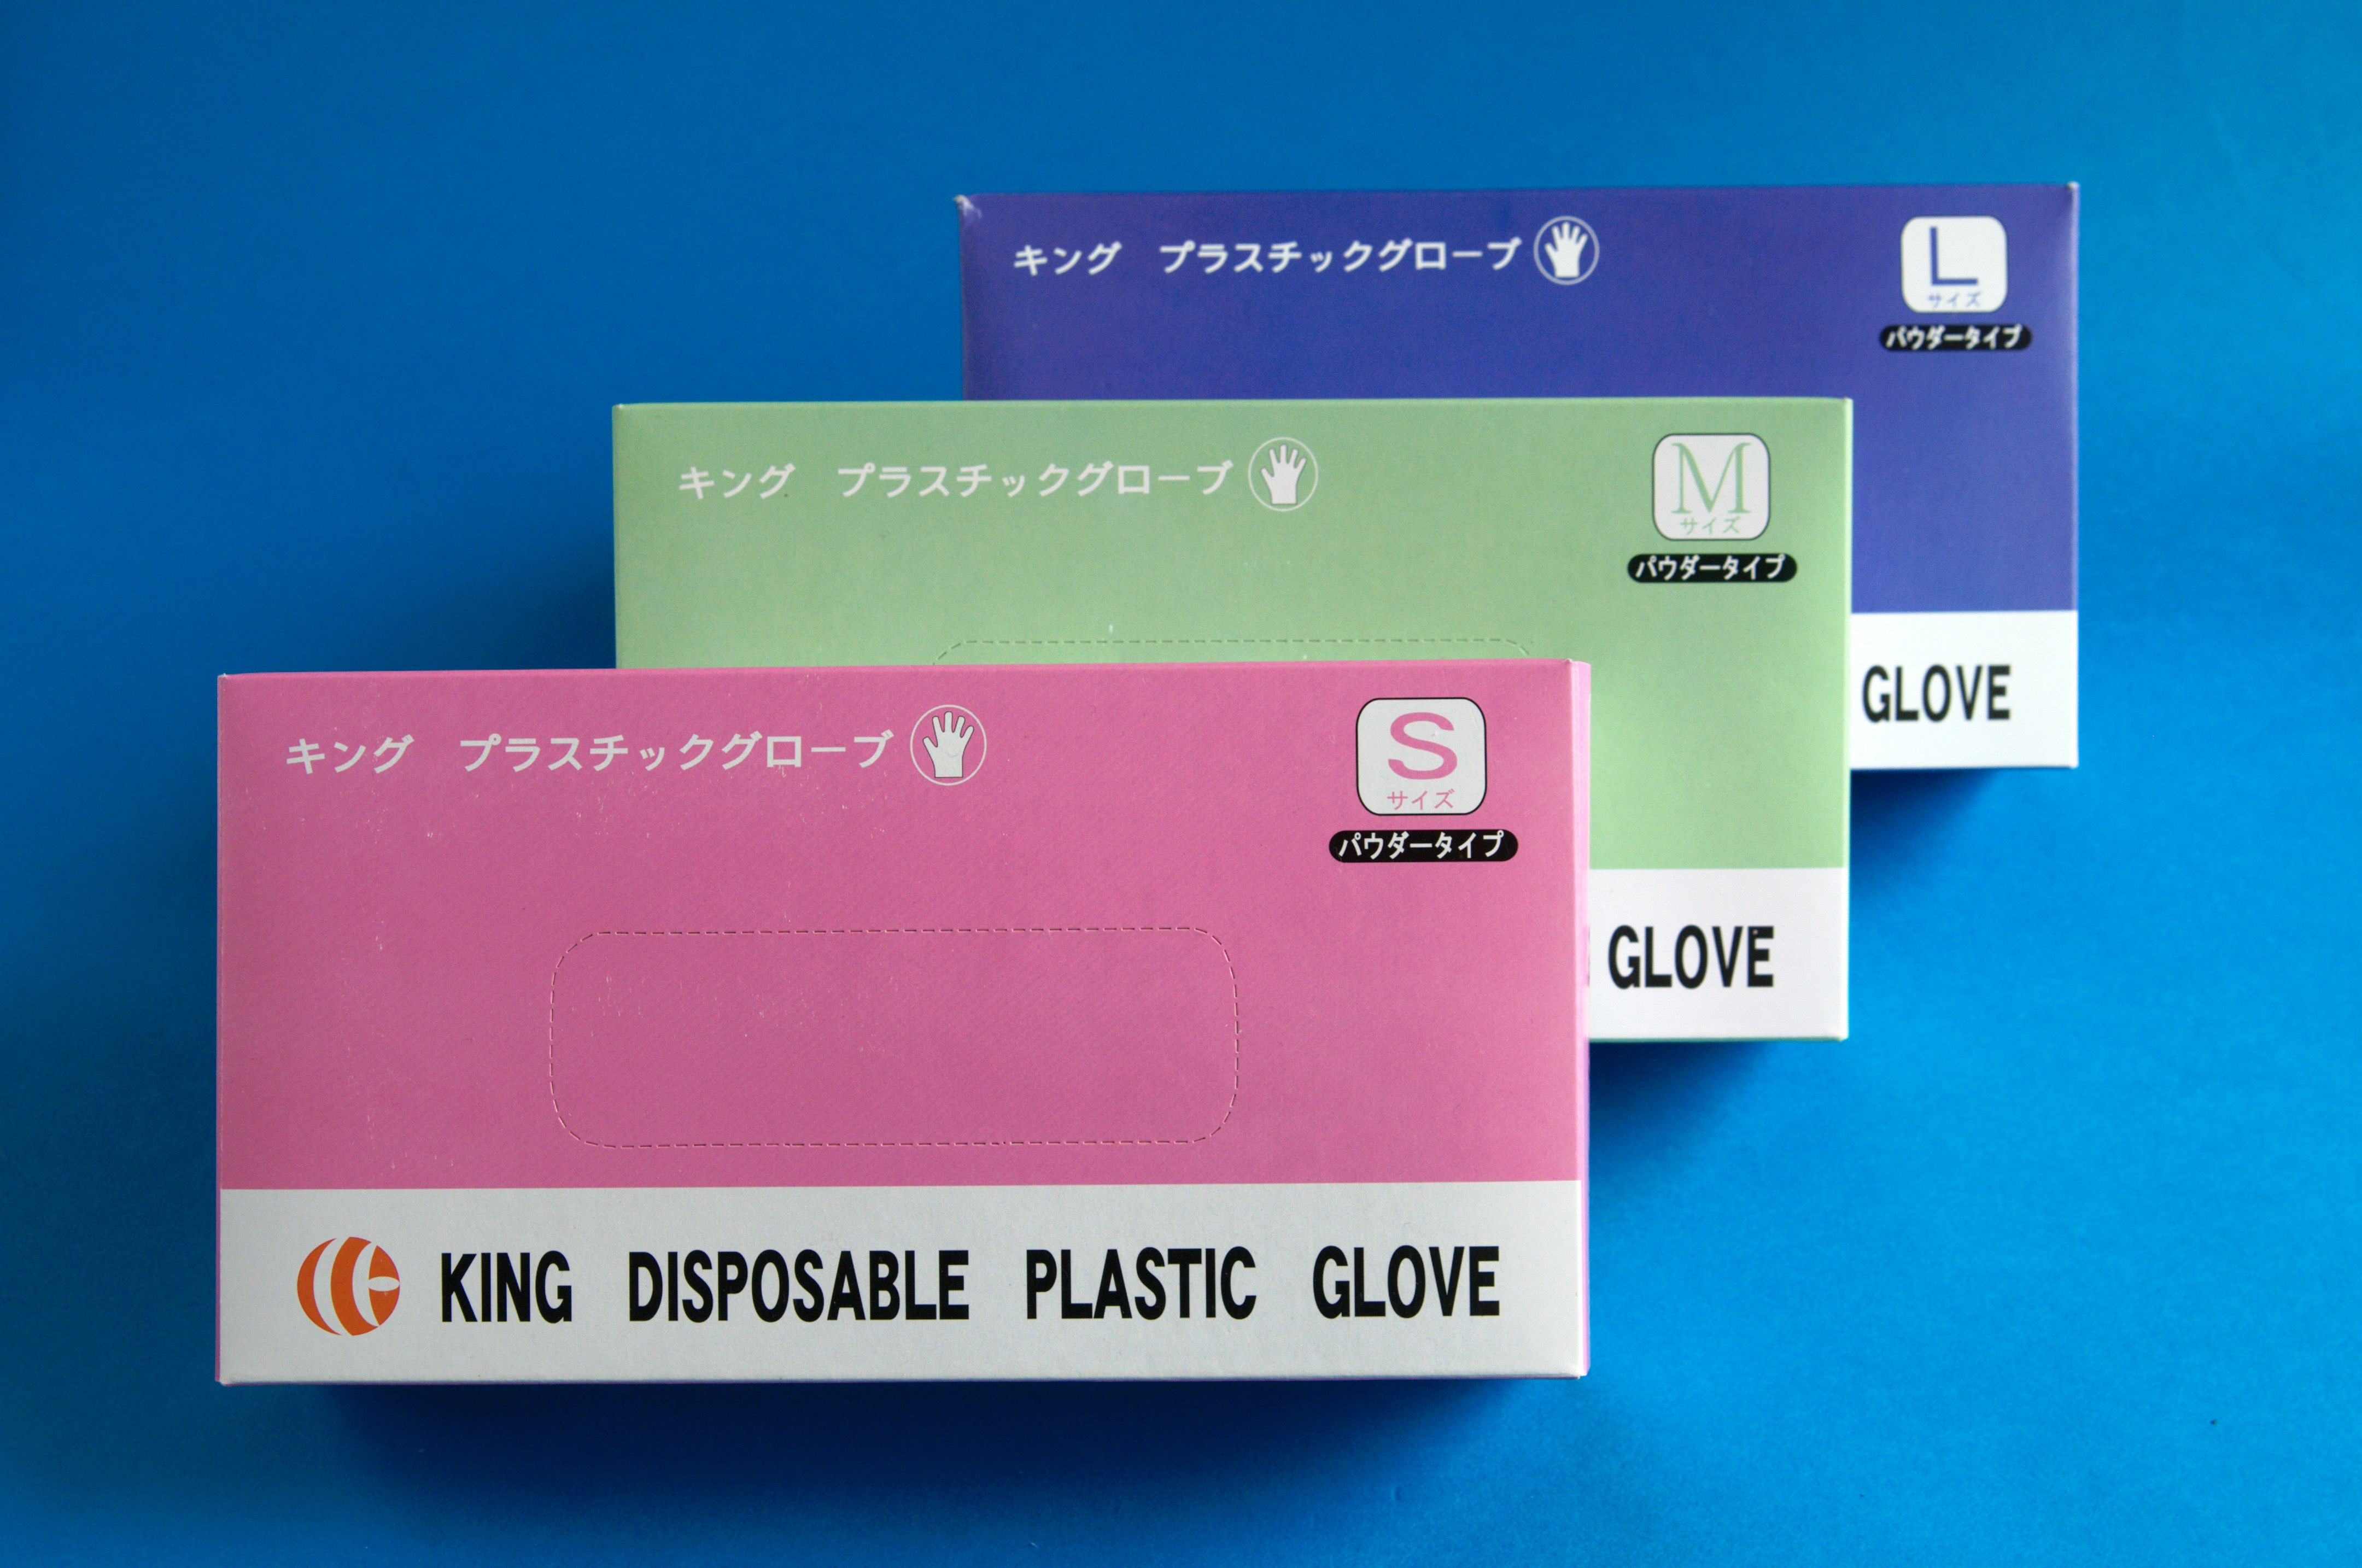 キング プラスチックグローブ
L
サイズ
パウダータイプ
GLOVE
キング プラスチックグローブ
M
サイズ
パウダータイプ
GLOVE
キング プラスチックグローブ
S
サイズ
パウダータイプ
KING DISPOSABLE PLASTIC GLOVE